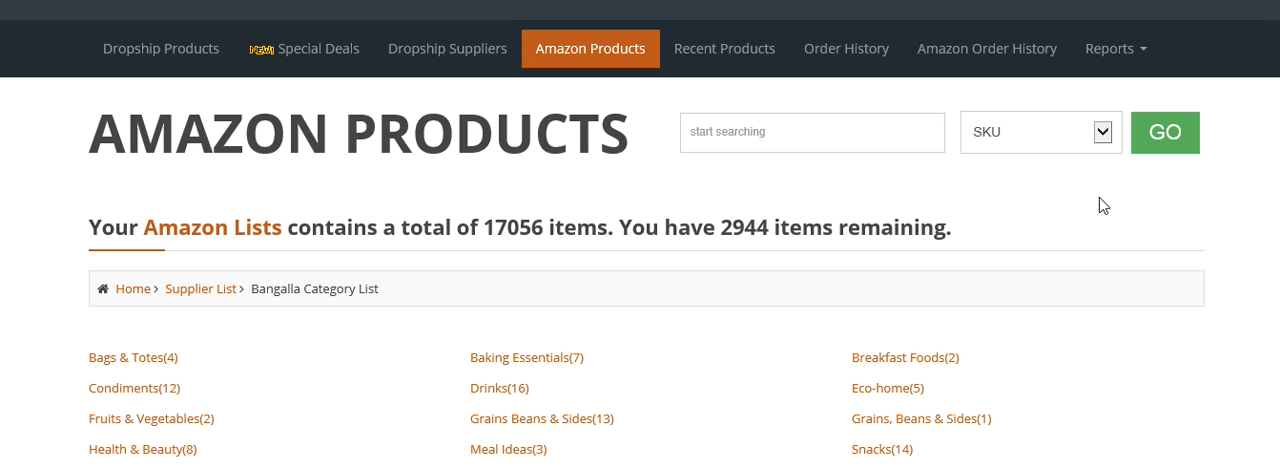 Dropship Products NEW! Special Deals Dropship Suppliers Amazon Products Recent Products Order History Amazon Order History Reports
AMAZON PRODUCTS start searching SKU GO
Your Amazon Lists contains a total of 17056 items. You have 2944 items remaining.
Home > Supplier List > Bangalla Category List
Bags & Totes(4) Baking Essentials(7) Breakfast Foods(2)
Condiments(12) Drinks(16) Eco-home(5)
Fruits & Vegetables(2) Grains Beans & Sides(13) Grains, Beans & Sides(1)
Health & Beauty(8) Meal Ideas(3) Snacks(14)